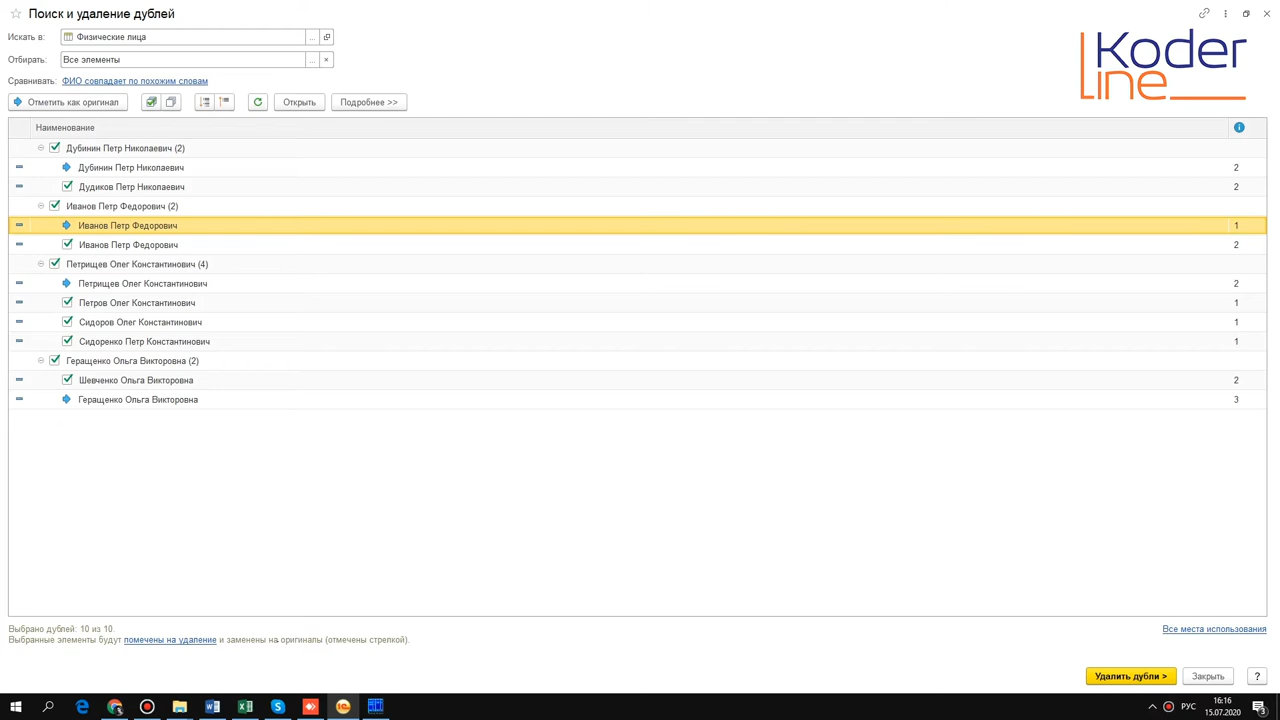 Поиск и удаление дублей
Искать в: Физические лица ...
Отбирать: Все элементы ... ×
Сравнивать: ФИО совпадает по похожим словам
Koder
Line
Отметить как оригинал Открыть Подробнее >>
Наименование i
Дубинин Петр Николаевич (2)
Дубинин Петр Николаевич 2
Дудиков Петр Николаевич 2
Иванов Петр Федорович (2)
Иванов Петр Федорович 1
Иванов Петр Федорович 2
Петрищев Олег Константинович (4)
Петрищев Олег Константинович 2
Петров Олег Константинович 1
Сидоров Олег Константинович 1
Сидоренко Петр Константинович 1
Геращенко Ольга Викторовна (2)
Шевченко Ольга Викторовна 2
Геращенко Ольга Викторовна 3
Выбрано дублей: 10 из 10.
Выбранные элементы будут помечены на удаление и заменены на оригиналы (отмечены стрелкой).
Все места использования
Удалить дубли > Закрыть ?
РУС 16:16
15.07.2020 3